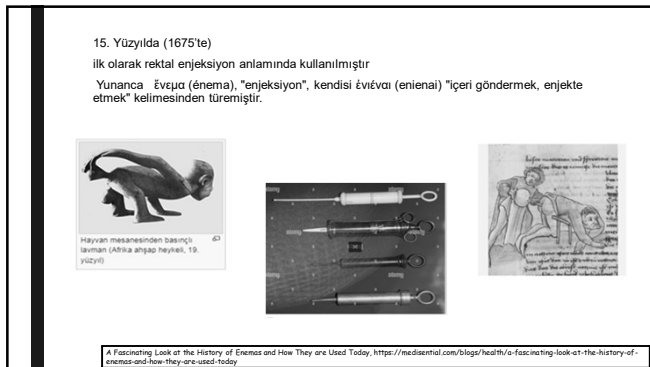 15. Yüzyılda (1675'te)
ilk olarak rektal enjeksiyon anlamında kullanılmıştır
Yunanca ἔνεμα (énema), "enjeksiyon", kendisi ἐνιέναι (enienai) "içeri göndermek, enjekte
etmek" kelimesinden türemiştir.
Hayvan mesanesinden basınçlı
lavman (Afrika ahşap heykeli, 19.
yüzyıl)
A Fascinating Look at the History of Enemas and How They are Used Today, https://medisential.com/blogs/health/a-fascinating-look-at-the-history-of-
enemas-and-how-they-are-used-today